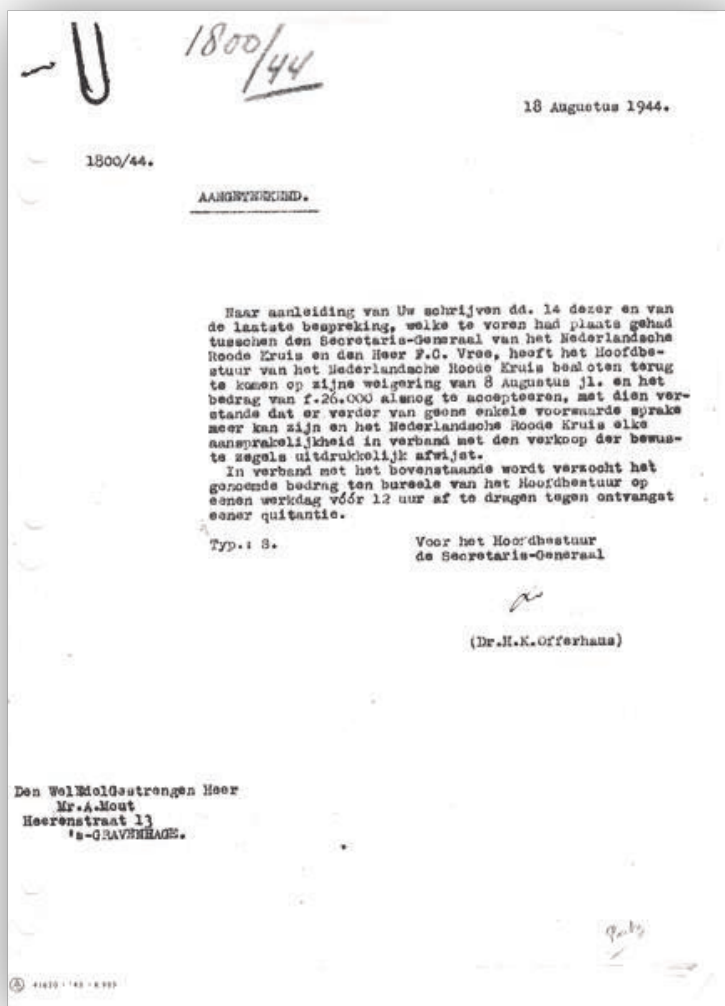 1800/44
18 Augustus 1944.
1800/44.
AANGETEEKEND.
Naar aanleiding van Uw schrijven dd. 14 dezer en van
de laatste bespreking, welke te voren had plaats gehad
tusschen den Secretaris-Generaal van het Nederlandsche
Roode Kruis en den Heer F.C. Vree, heeft het Hoofdbe-
stuur van het Nederlandsche Roode Kruis besloten terug
te komen op zijne weigering van 8 Augustus jl. en het
bedrag van f.26.000 alsnog te accepteeren, met dien ver-
stande dat er verder van geene enkele voorwaarde sprake
meer kan zijn en het Nederlandsche Roode Kruis elke
aansprakelijkheid in verband met den verkoop der bewus-
te zegels uitdrukkelijk afwijst.
In verband met het bovenstaande wordt verzocht het
genoemde bedrag ten bureele van het Hoofdbestuur op
eenen werkdag vóór 12 uur af te dragen tegen ontvangst
eener quitantie.
Typ.: S.
Voor het Hoofdbestuur
de Secretaris-Generaal
(Dr.H.K.Offerhaus)
Den WelEdelGestrengen Heer
Mr.A.Mout
Heerenstraat 13
's-GRAVENHAGE.